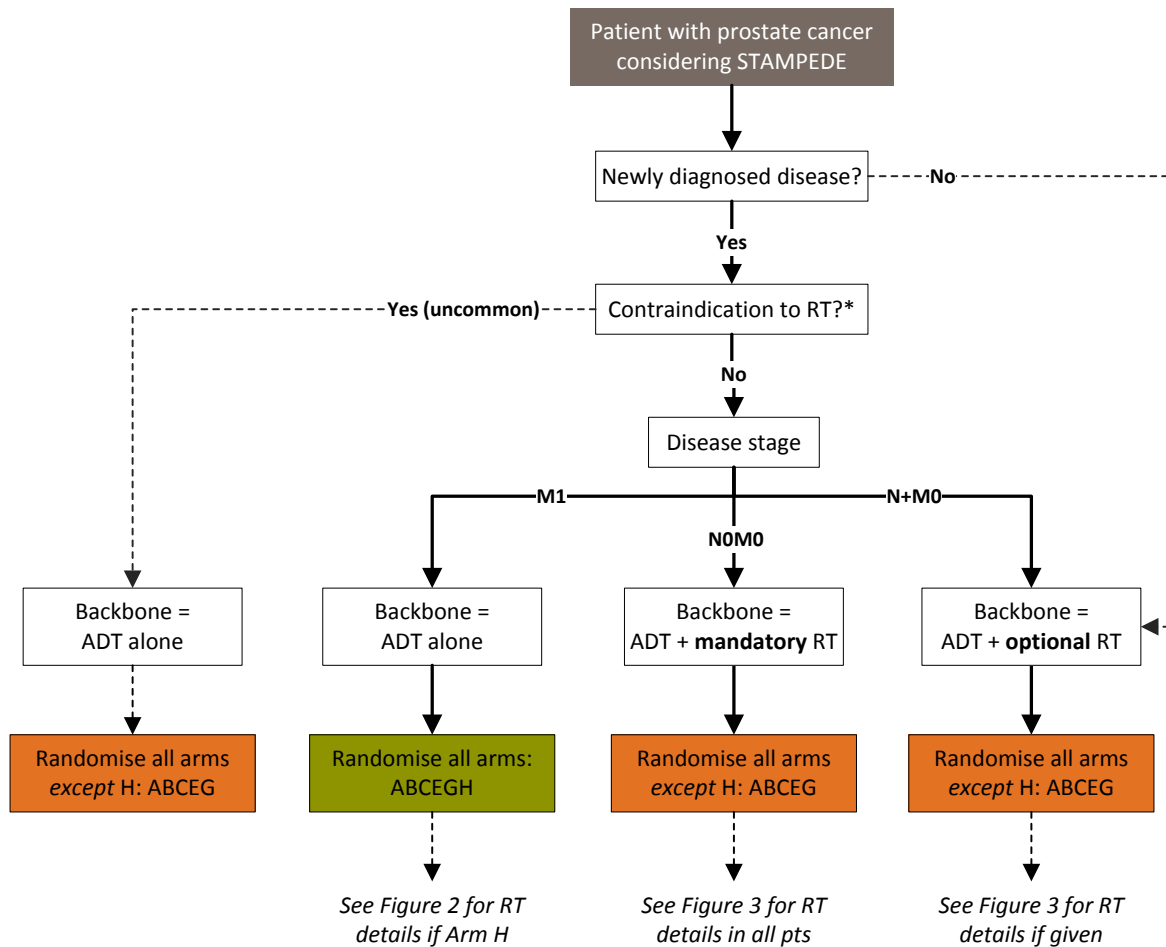 Patient with prostate cancer
considering STAMPEDE
Newly diagnosed disease?
No
Yes
Yes (uncommon)
Contraindication to RT?*
No
Disease stage
M1
N+M0
N0M0
Backbone =
ADT alone
Backbone =
ADT alone
Backbone =
ADT + mandatory RT
Backbone =
ADT + optional RT
Randomise all arms
except H: ABCEG
Randomise all arms:
ABCEGH
Randomise all arms
except H: ABCEG
Randomise all arms
except H: ABCEG
See Figure 2 for RT
details if Arm H
See Figure 3 for RT
details in all pts
See Figure 3 for RT
details if given